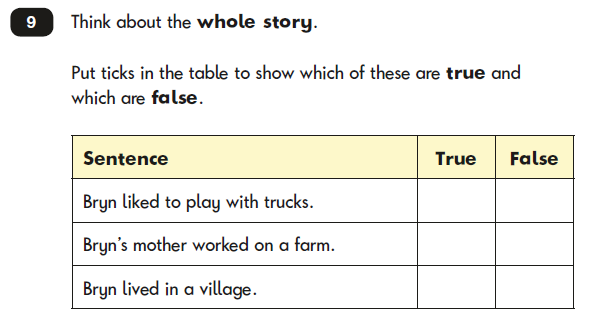 9 Think about the whole story.
Put ticks in the table to show which of these are true and
which are false.
Sentence True False
Bryn liked to play with trucks.
Bryn's mother worked on a farm.
Bryn lived in a village.